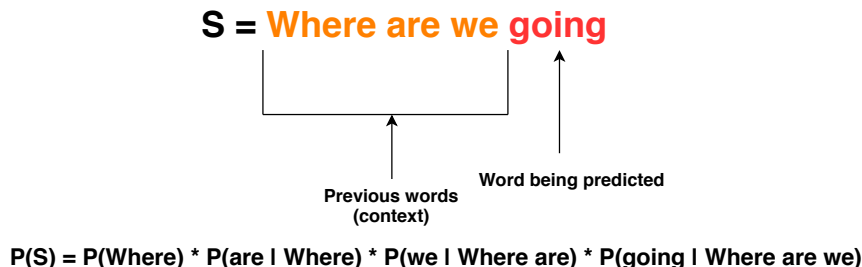 S = Where are we going
Word being predicted
Previous words
(context)
P(S) = P(Where) * P(are | Where) * P(we | Where are) * P(going | Where are we)